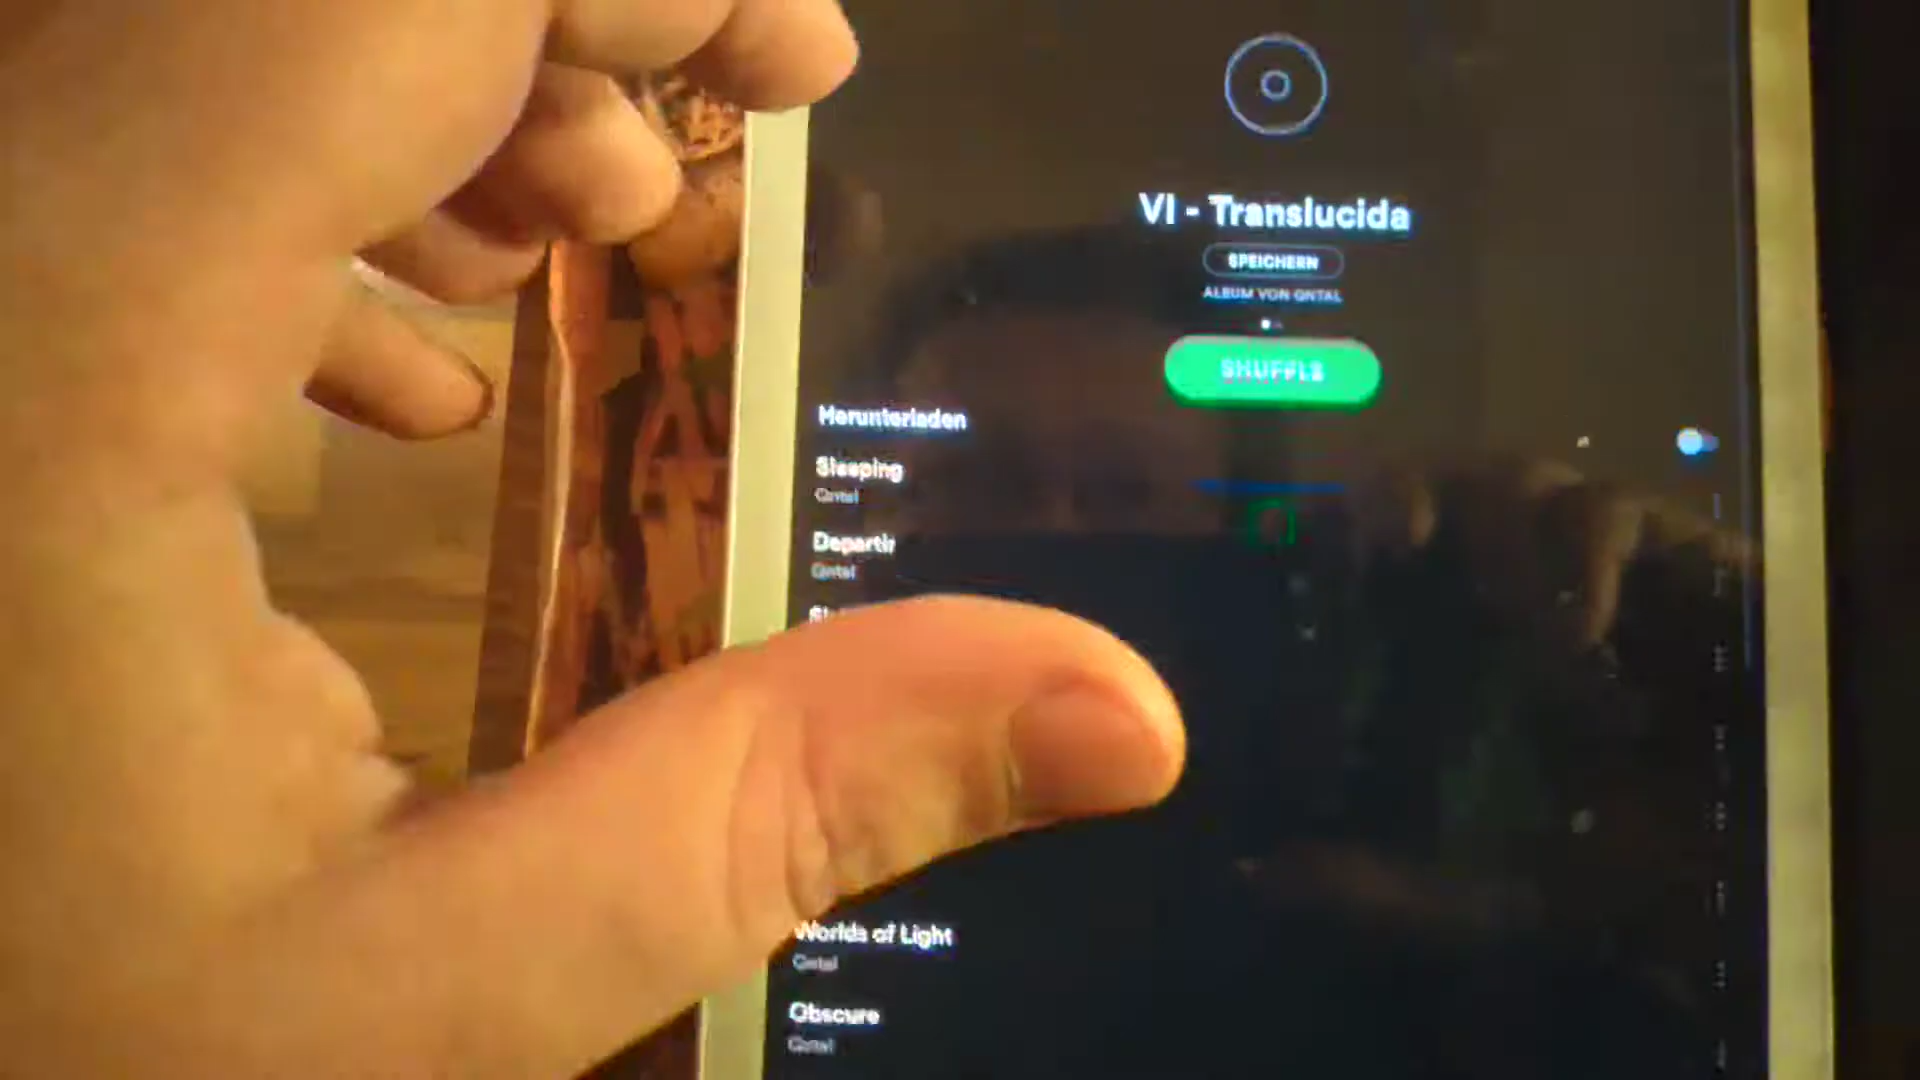 VI - Translucida
SPEICHERN
ALBUM VON QNTAL
SHUFFLE
Herunterladen
Sleeping
Qntal
Departir
Qntal
Worlds of Light
Qntal
Obscure
Qntal